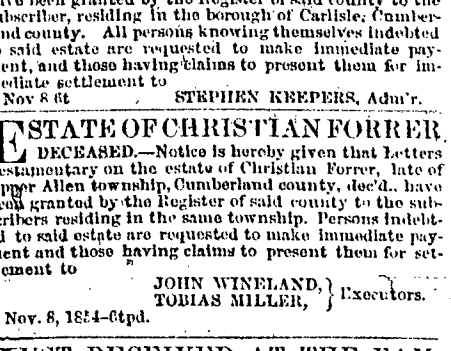 been granted by the Register of said county to the
ubscriber, residing in the borough of Carlisle, Cumber-
nd county. All persons knowing themselves indebted
said estate are requested to make immediate pay-
ent, and those having claims to present them for im-
ediate settlement to
Nov 8 6t STEPHEN KEEPERS, Adm'r.
ESTATE OF CHRISTIAN FORRER
DECEASED.—Notice is hereby given that Letters
estamentary on the estate of Christian Forrer, late of
pper Allen township, Cumberland county, dec'd., have
een granted by the Register of said county to the sub-
cribers residing in the same township. Persons indebt-
d to said estate are requested to make immediate pay-
ent and those having claims to present them for set-
ement to
JOHN WINELAND,
TOBIAS MILLER, } Executors.
Nov. 8, 1854-6tpd.